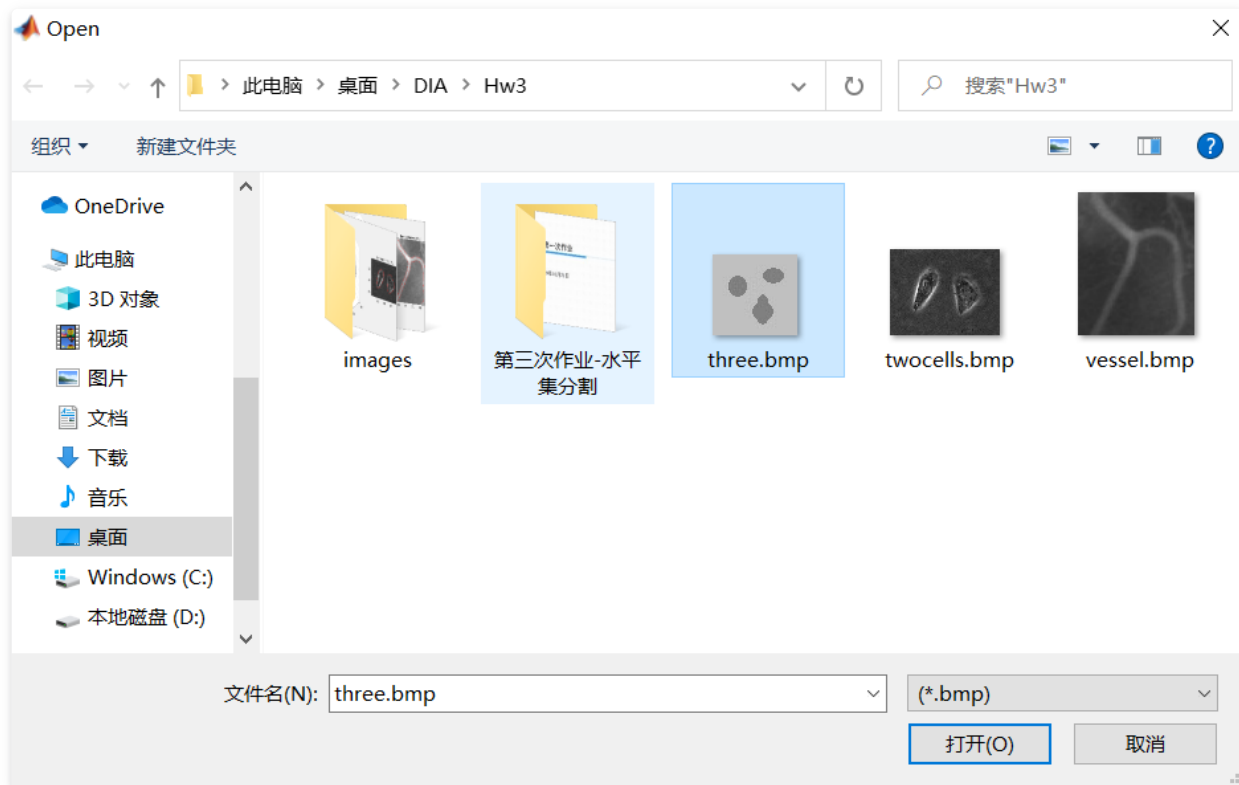 Open
此电脑 > 桌面 > DIA > Hw3
搜索"Hw3"
组织
新建文件夹
?
OneDrive
此电脑
3D 对象
视频
图片
文档
下载
音乐
桌面
Windows (C:)
本地磁盘 (D:)
images
第三次作业-水平
集分割
three.bmp
twocells.bmp
vessel.bmp
文件名(N):
three.bmp
(*.bmp)
打开(O)
取消